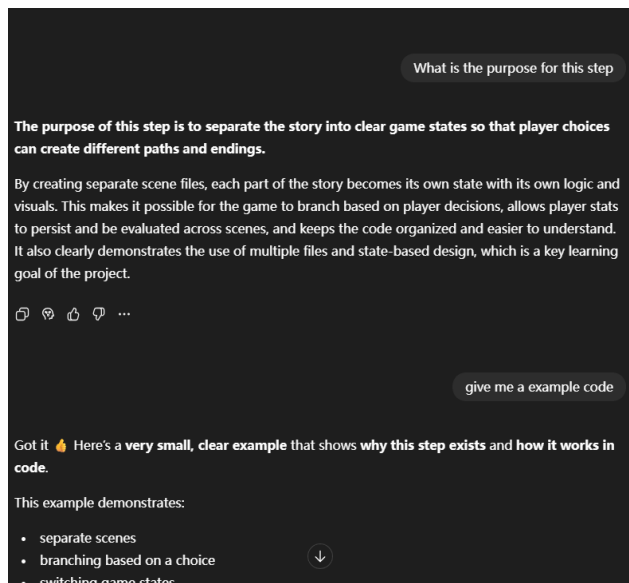 What is the purpose for this step
The purpose of this step is to separate the story into clear game states so that player choices
can create different paths and endings.
By creating separate scene files, each part of the story becomes its own state with its own logic and
visuals. This makes it possible for the game to branch based on player decisions, allows player stats
to persist and be evaluated across scenes, and keeps the code organized and easier to understand.
It also clearly demonstrates the use of multiple files and state-based design, which is a key learning
goal of the project.
give me a example code
Got it 👍 Here's a very small, clear example that shows why this step exists and how it works in
code.
This example demonstrates:
• separate scenes
• branching based on a choice
• switching game states